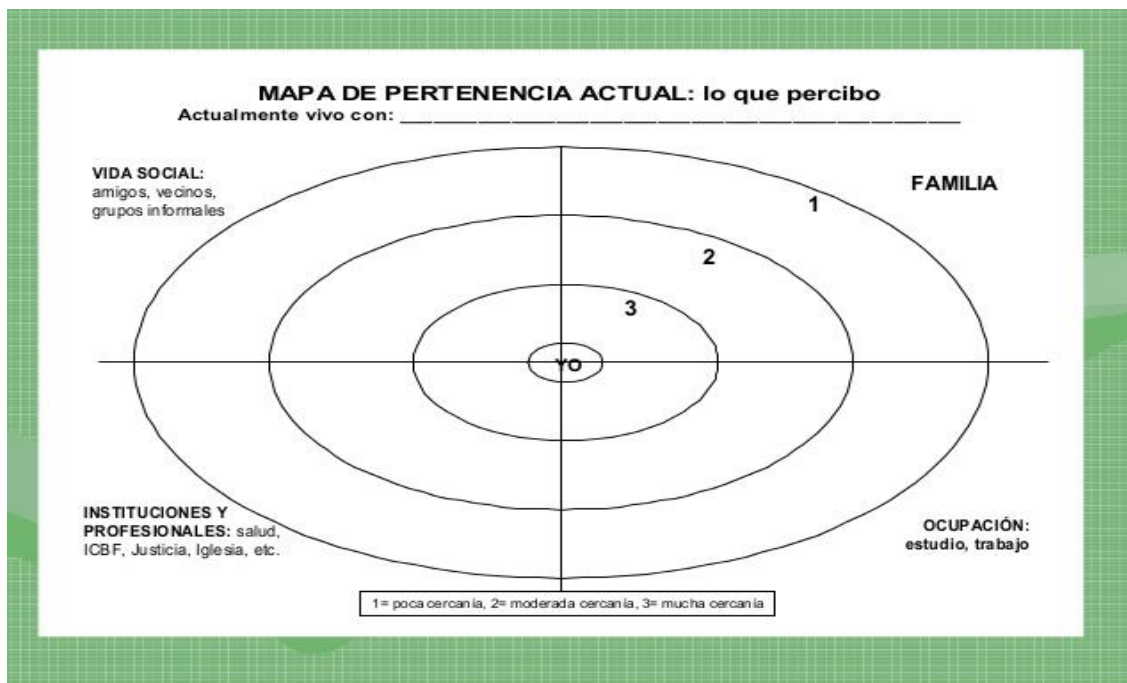 MAPA DE PERTENENCIA ACTUAL: lo que percibo
Actualmente vivo con: ___________________________________________________
VIDA SOCIAL:
amigos, vecinos,
grupos informales
FAMILIA
1
2
3
YO
INSTITUCIONES Y
PROFESIONALES: salud,
ICBF, Justicia, Iglesia, etc.
OCUPACIÓN:
estudio, trabajo
1= poca cercanía, 2= moderada cercanía, 3= mucha cercanía